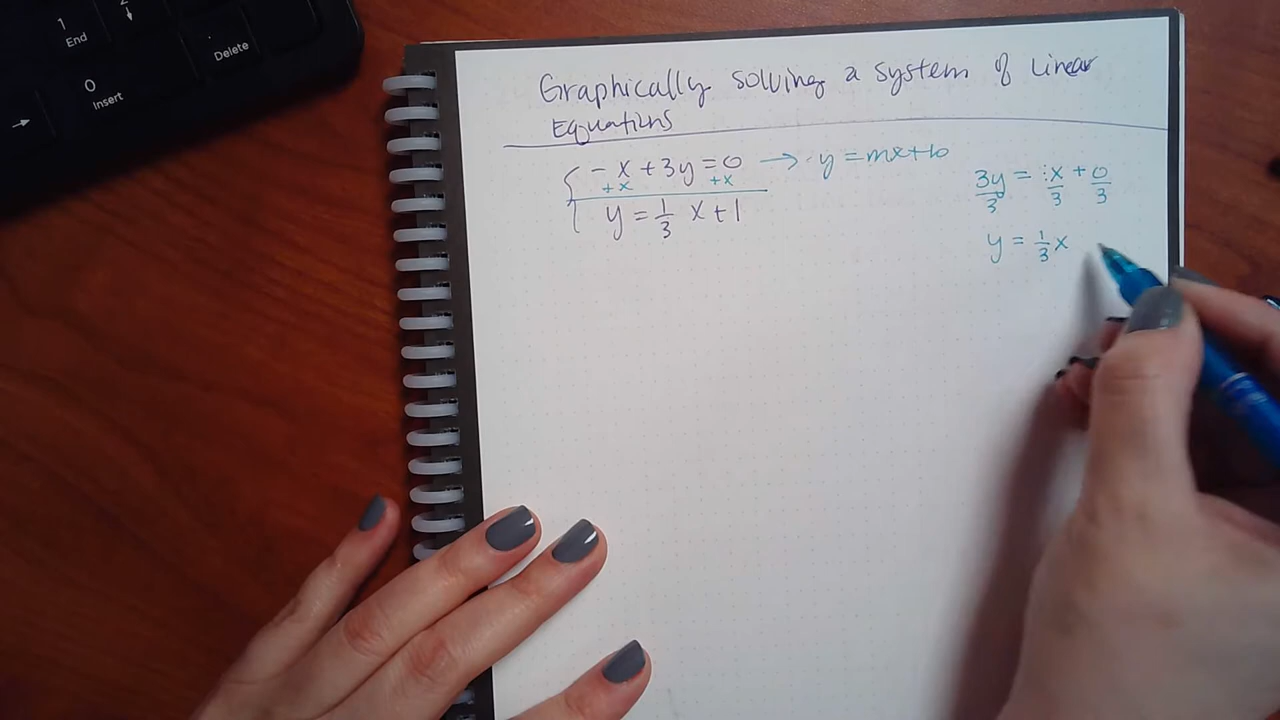 1
End
2
↓
.
Delete
0
Insert
→
Graphically solving a system of Linear
Equations
{ -x + 3y = 0 → y = mx+b
+x +x
y = 1/3 x + 1
3y/3 = x/3 + 0/3
y = 1/3 x